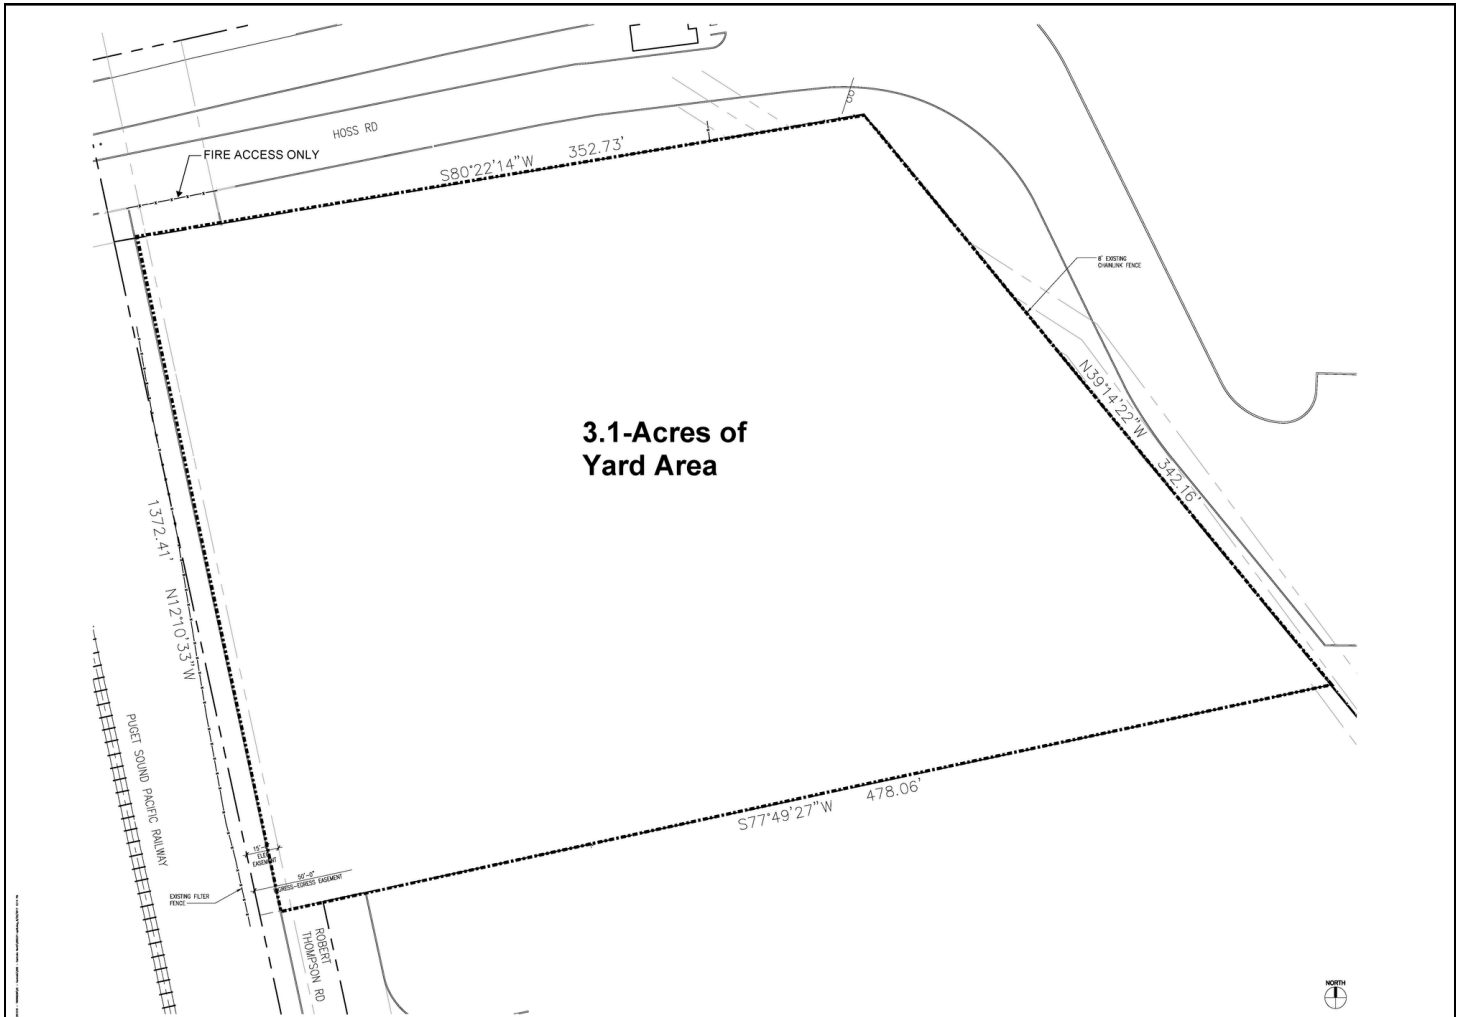 HOSS RD
FIRE ACCESS ONLY
S80°22'14"W 352.73'
8' EXISTING
CHAINLINK FENCE
N39°14'22"W 342.16'
3.1-Acres of
Yard Area
1372.41' N12°10'33"W
PUGET SOUND PACIFIC RAILWAY
S77°49'27"W 478.06'
15'-
EASEMENT
50'-0"
EGRESS EASEMENT
EXISTING FILTER
FENCE
ROBERT
THOMPSON RD
NORTH